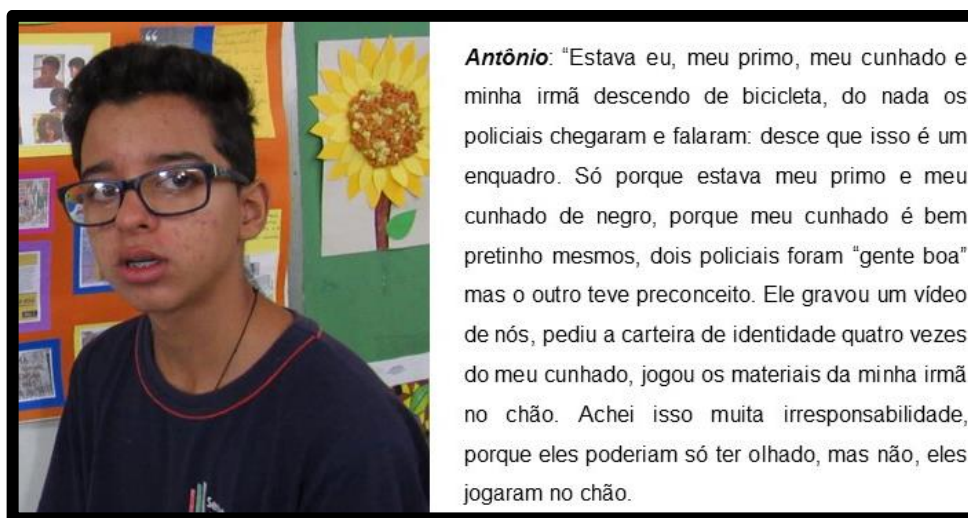 Antônio: “Estava eu, meu primo, meu cunhado e
minha irmã descendo de bicicleta, do nada os
policiais chegaram e falaram: desce que isso é um
enquadro. Só porque estava meu primo e meu
cunhado de negro, porque meu cunhado é bem
pretinho mesmos, dois policiais foram “gente boa”
mas o outro teve preconceito. Ele gravou um vídeo
de nós, pediu a carteira de identidade quatro vezes
do meu cunhado, jogou os materiais da minha irmã
no chão. Achei isso muita irresponsabilidade,
porque eles poderiam só ter olhado, mas não, eles
jogaram no chão.